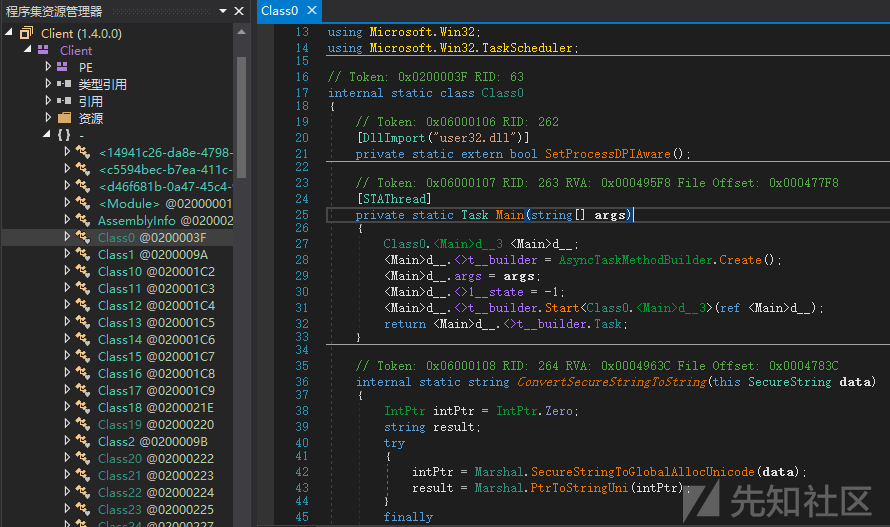 程序集资源管理器
Client (1.4.0.0)
Client
PE
类型引用
引用
资源
{ } -
<14941c26-da8e-4798-
<c5594bec-b7ea-411c-
<d46f681b-0a47-45c4-
<Module> @02000001
AssemblyInfo @020002
Class0 @0200003F
Class1 @0200009A
Class10 @020001C2
Class11 @020001C3
Class12 @020001C4
Class13 @020001C5
Class14 @020001C6
Class15 @020001C7
Class16 @020001C8
Class17 @020001C9
Class18 @0200021E
Class19 @02000220
Class2 @0200009B
Class20 @02000222
Class21 @02000223
Class22 @02000224
Class23 @02000225
Class24 @02000227
Class0
13 using Microsoft.Win32;
14 using Microsoft.Win32.TaskScheduler;
15
16 // Token: 0x0200003F RID: 63
17 internal static class Class0
18 {
19 // Token: 0x06000106 RID: 262
20 [DllImport("user32.dll")]
21 private static extern bool SetProcessDPIAware();
22
23 // Token: 0x06000107 RID: 263 RVA: 0x000495F8 File Offset: 0x000477F8
24 [STAThread]
25 private static Task Main(string[] args)
26 {
27 Class0.<Main>d__3 <Main>d__;
28 <Main>d__.<>t__builder = AsyncTaskMethodBuilder.Create();
29 <Main>d__.args = args;
30 <Main>d__.<>1__state = -1;
31 <Main>d__.<>t__builder.Start<Class0.<Main>d__3>(ref <Main>d__);
32 return <Main>d__.<>t__builder.Task;
33 }
34
35 // Token: 0x06000108 RID: 264 RVA: 0x0004963C File Offset: 0x0004783C
36 internal static string ConvertSecureStringToString(this SecureString data)
37 {
38 IntPtr intPtr = IntPtr.Zero;
39 string result;
40 try
41 {
42 intPtr = Marshal.SecureStringToGlobalAllocUnicode(data);
43 result = Marshal.PtrToStringUni(intPtr);
44 }
45 finally
先知社区